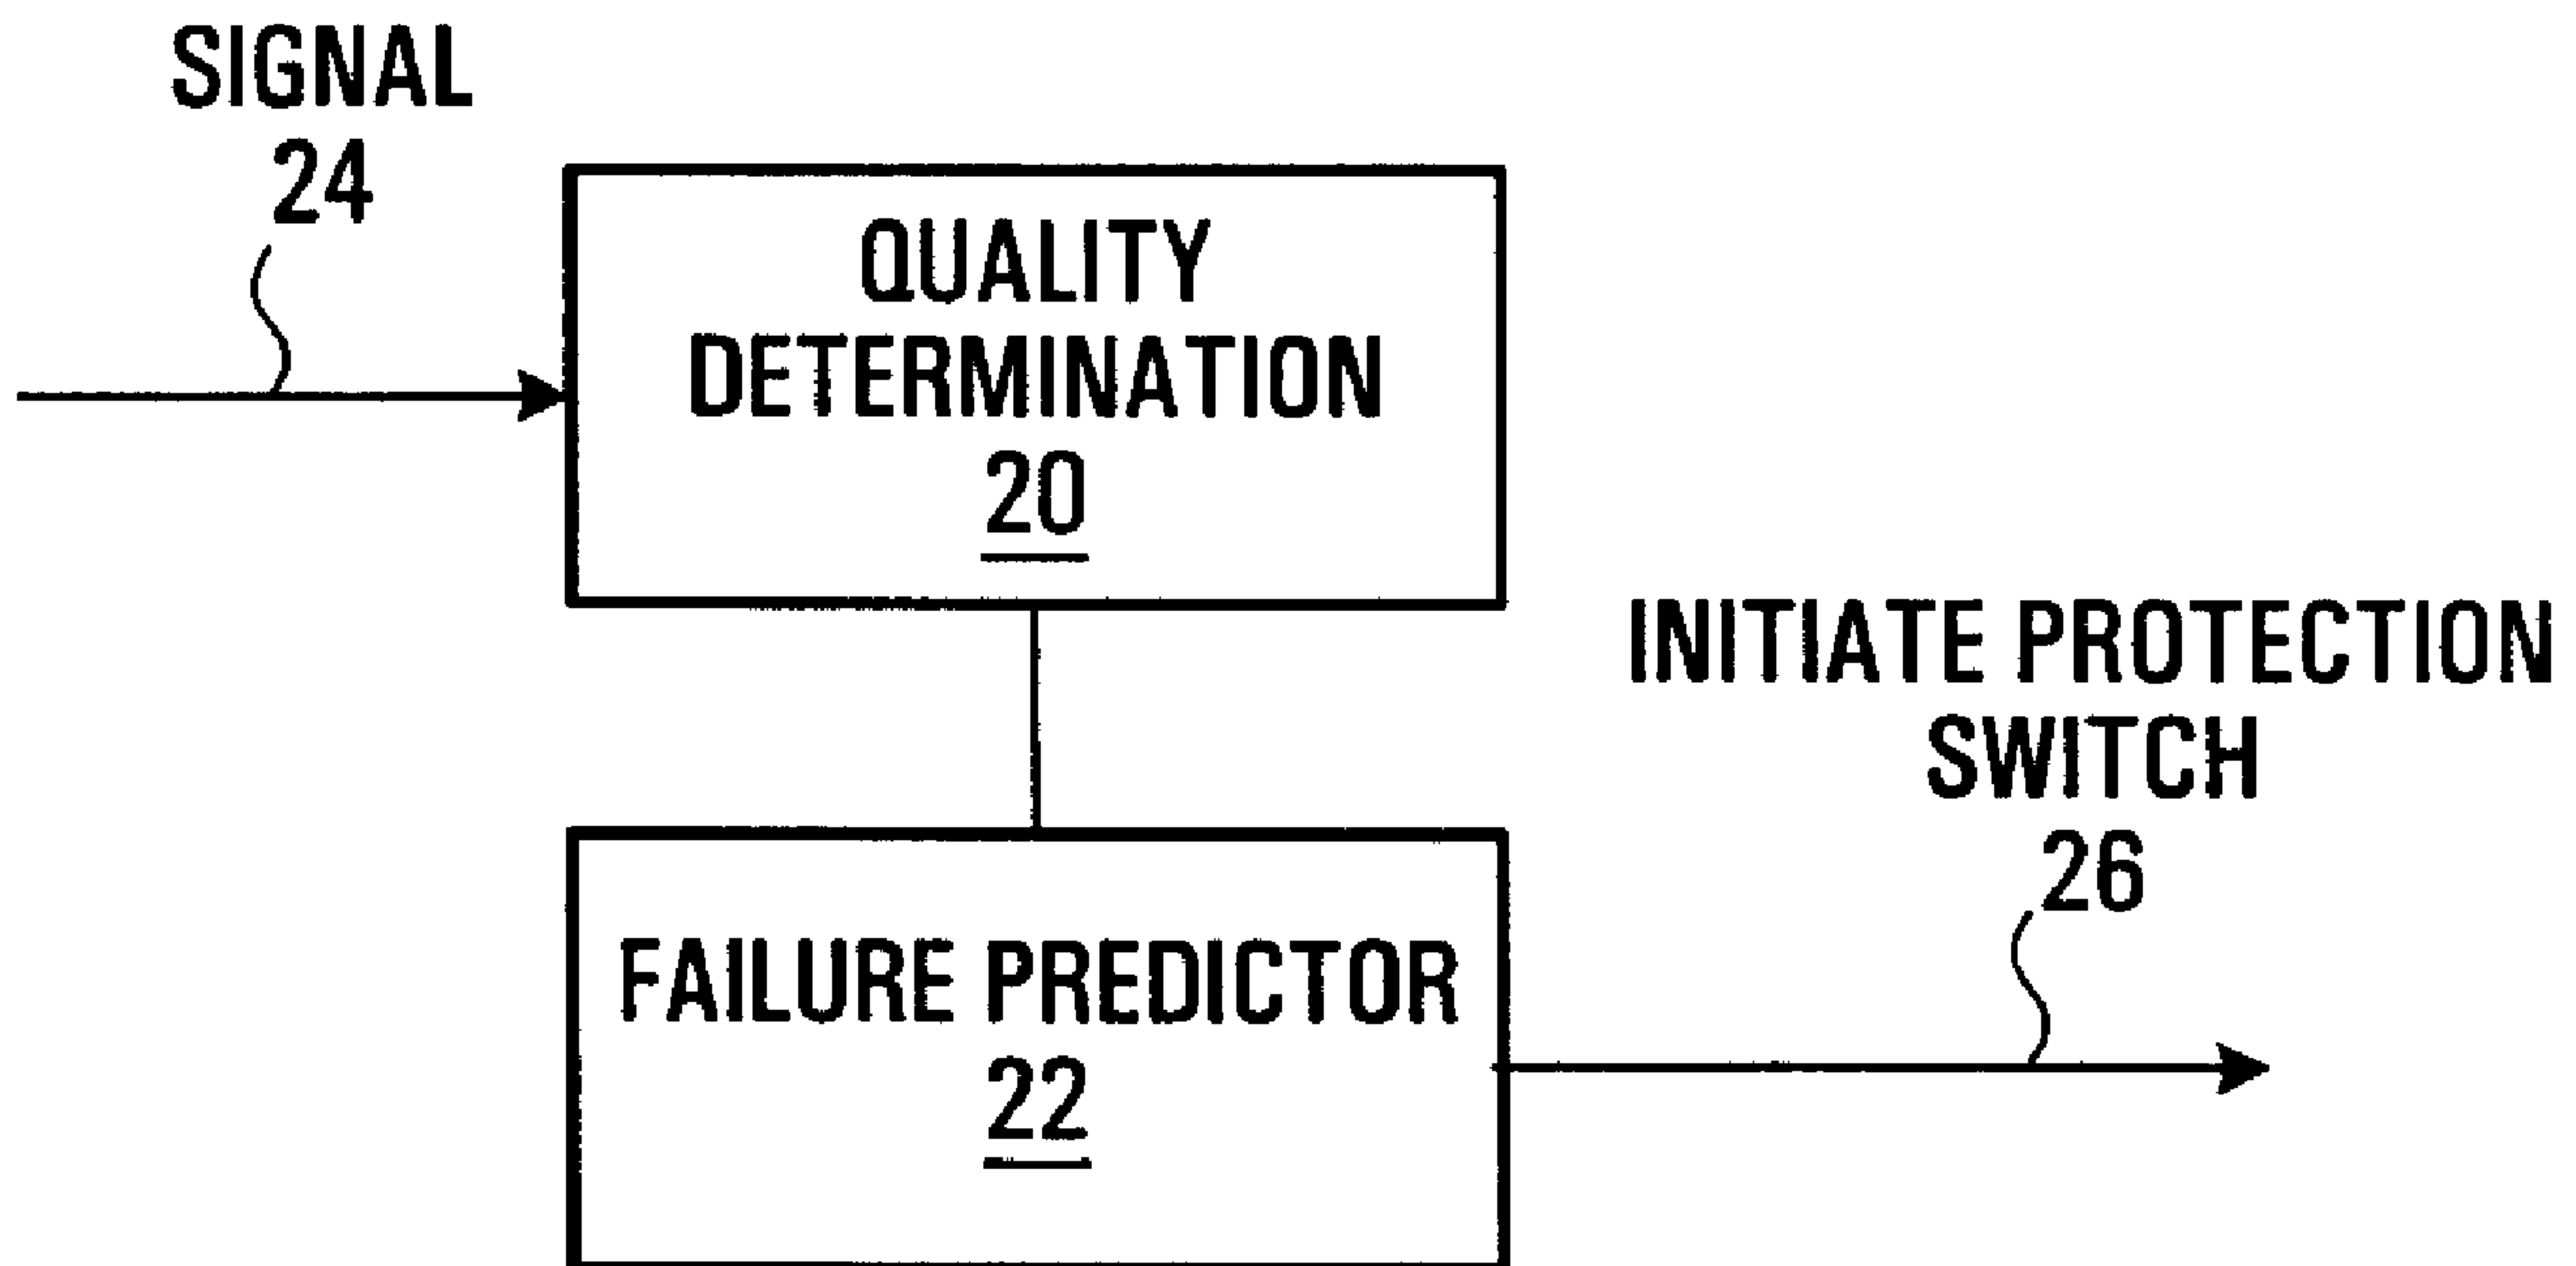 SIGNAL
24
QUALITY
DETERMINATION
20
INITIATE PROTECTION
SWITCH
26
FAILURE PREDICTOR
22